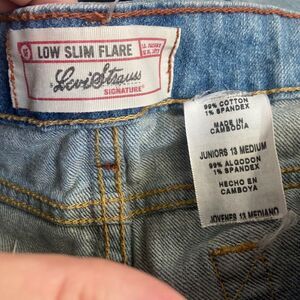 LOW SLIM FLARE
Levi Strauss
SIGNATURE®
99% COTTON
1% SPANDEX
MADE IN
CAMBODIA
JUNIORS 13 MEDIUM
99% ALGODON
1% SPANDEX
HECHO EN
CAMBOYA
JOVENES 13 MEDIANO